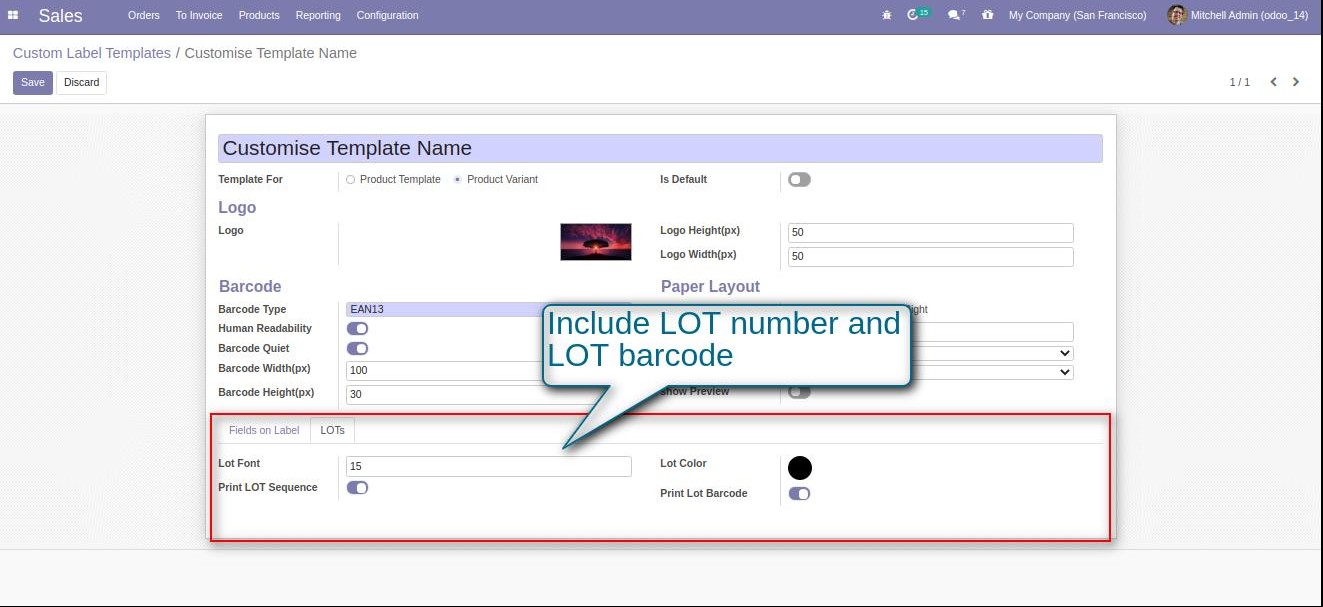 Sales Orders To Invoice Products Reporting Configuration 15 7 My Company (San Francisco) Mitchell Admin (odoo_14)
Custom Label Templates / Customise Template Name
Save Discard 1 / 1
Customise Template Name
Template For Product Template Product Variant Is Default
Logo
Logo Logo Height(px) 50
Logo Width(px) 50
Barcode Paper Layout
Barcode Type EAN13
Human Readability
Barcode Quiet
Barcode Width(px) 100
Barcode Height(px) 30 Show Preview
Include LOT number and
LOT barcode
Fields on Label LOTs
Lot Font 15 Lot Color
Print LOT Sequence Print Lot Barcode